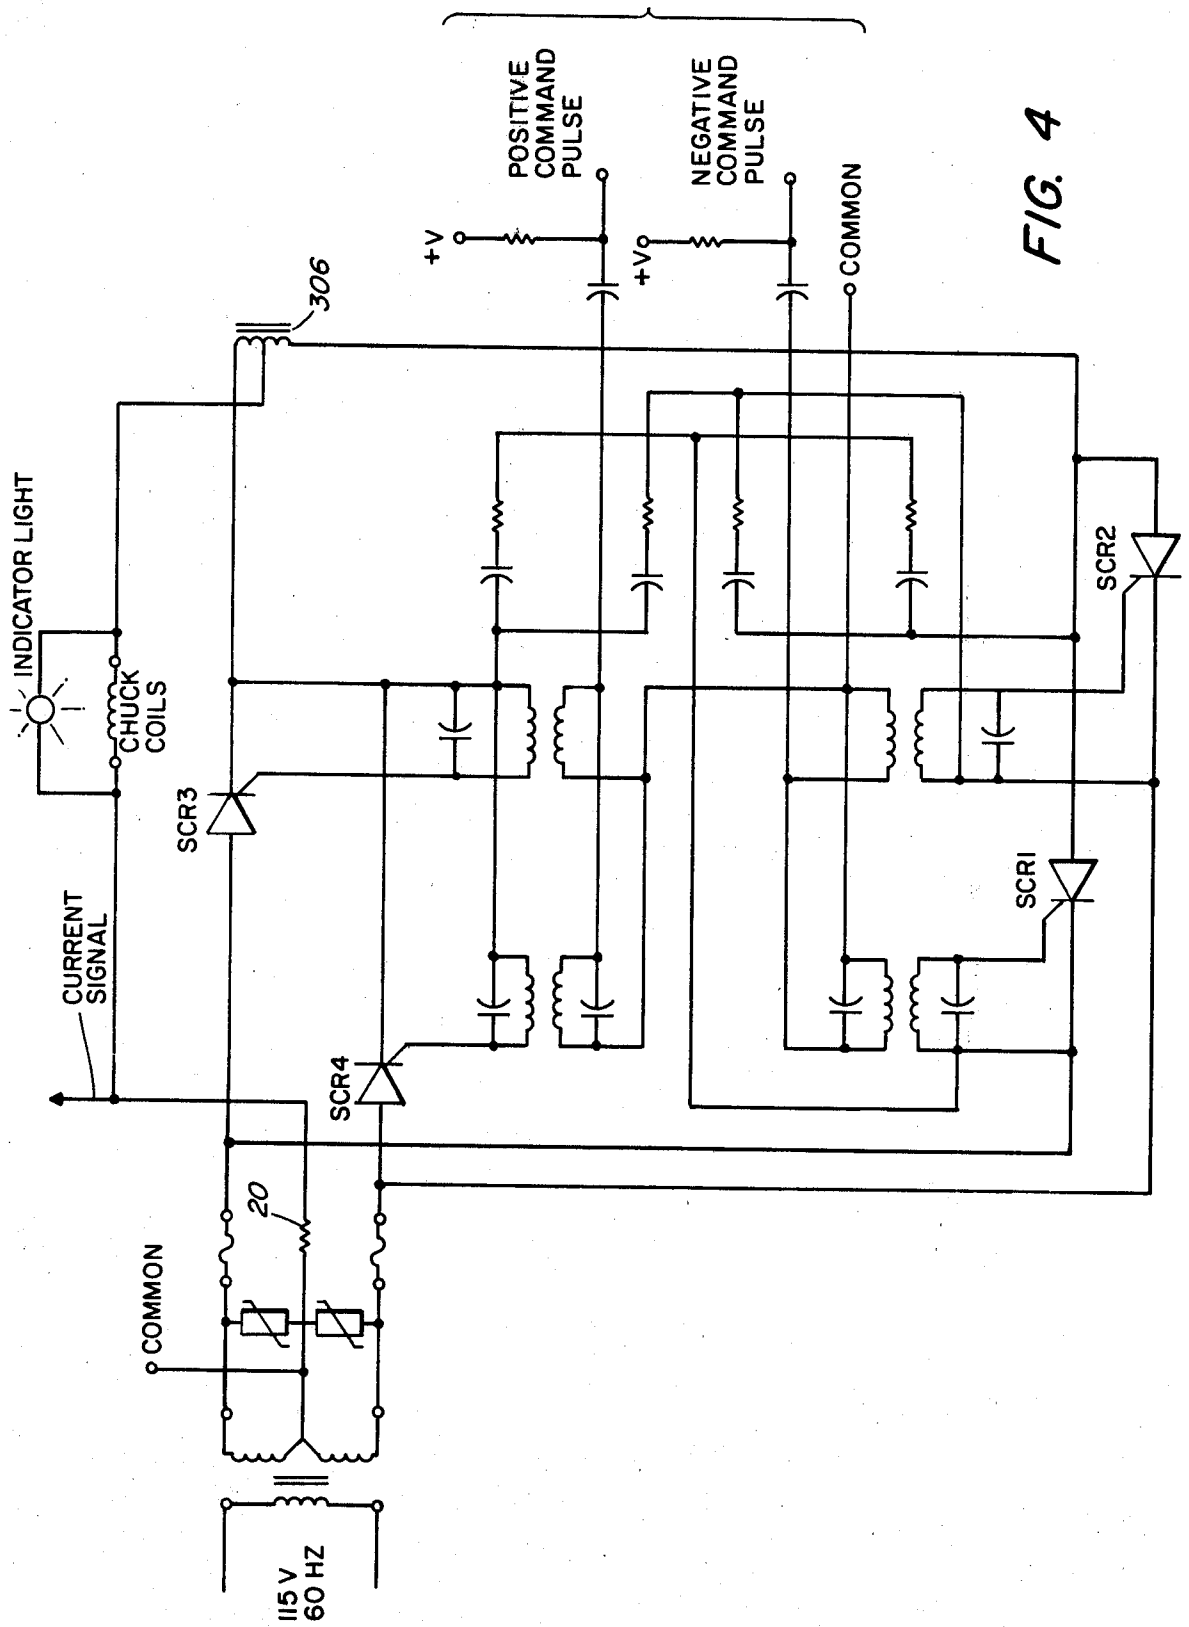 INDICATOR LIGHT
CHUCK
COILS
CURRENT
SIGNAL
306
SCR3
SCR4
20
COMMON
115 V
60 HZ
+V
POSITIVE
COMMAND
PULSE
+V
NEGATIVE
COMMAND
PULSE
COMMON
SCR2
SCR1
FIG. 4